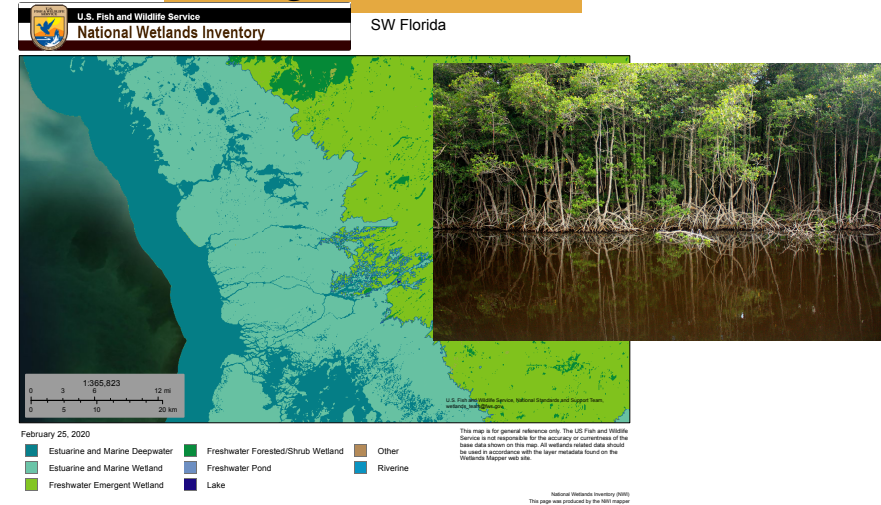 U.S. Fish and Wildlife Service
National Wetlands Inventory
SW Florida
1:365,823
0 3 6 12 mi
0 5 10 20 km
U.S. Fish and Wildlife Service, National Standards and Support Team,
wetlands_team@fws.gov
February 25, 2020
Estuarine and Marine Deepwater
Estuarine and Marine Wetland
Freshwater Emergent Wetland
Freshwater Forested/Shrub Wetland
Freshwater Pond
Lake
Other
Riverine
This map is for general reference only. The US Fish and Wildlife
Service is not responsible for the accuracy or currentness of the
base data shown on this map. All wetlands related data should
be used in accordance with the layer metadata found on the
Wetlands Mapper web site.
National Wetlands Inventory (NWI)
This page was produced by the NWI mapper